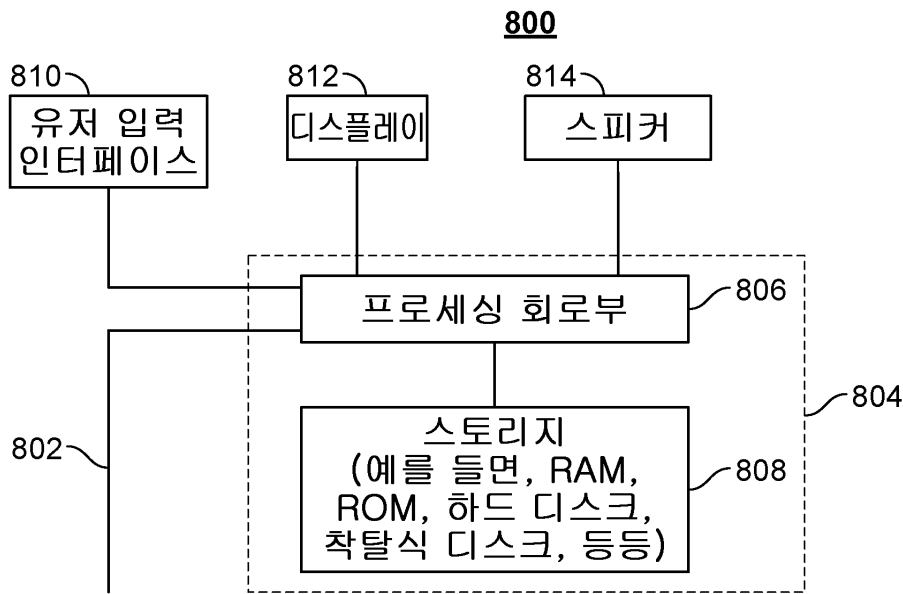 800
810
812
814
유저 입력
인터페이스
디스플레이
스피커
프로세싱 회로부
806
804
802
스토리지
(예를 들면, RAM,
ROM, 하드 디스크,
착탈식 디스크, 등등)
808